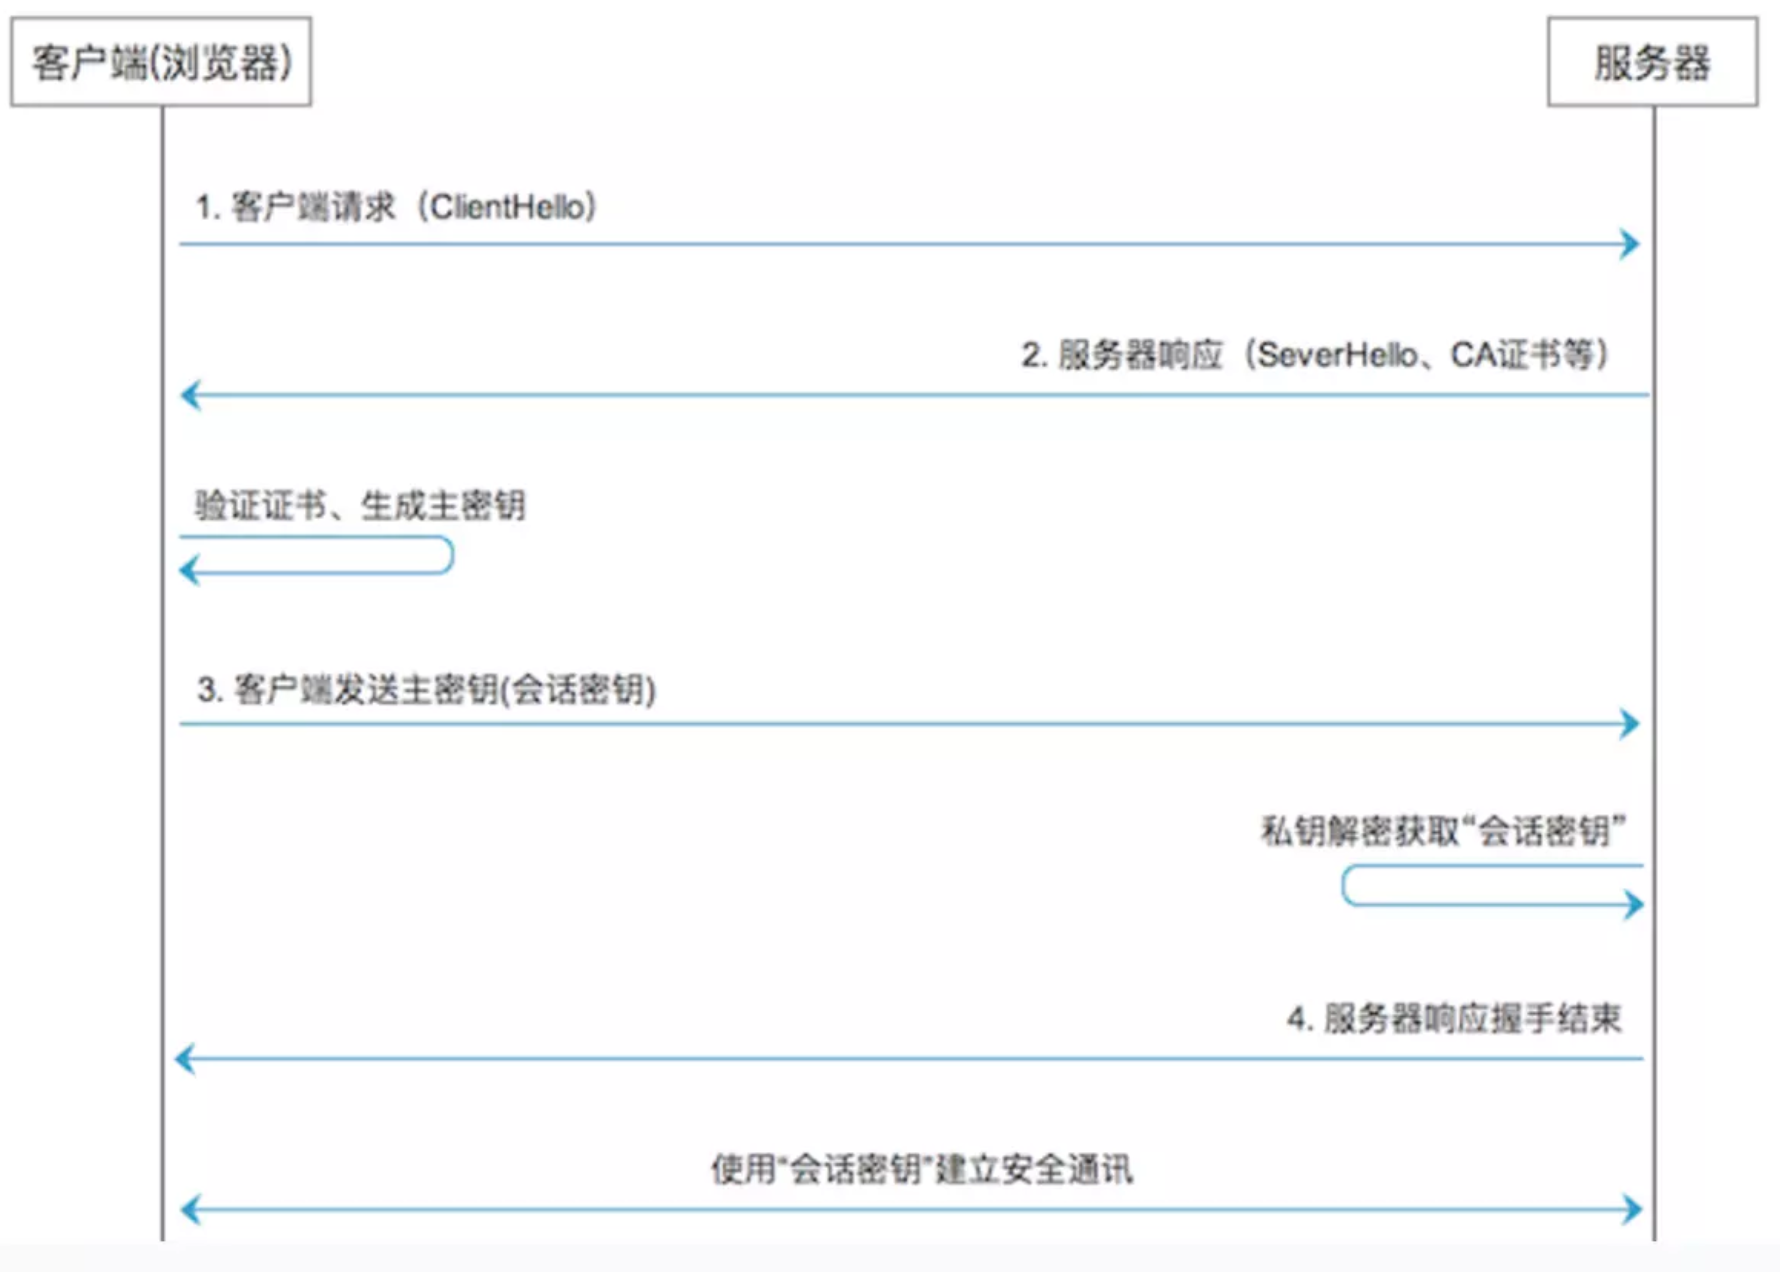 客户端(浏览器)
服务器
1. 客户端请求（ClientHello）
2. 服务器响应（SeverHello、CA证书等）
验证证书、生成主密钥
3. 客户端发送主密钥(会话密钥)
私钥解密获取“会话密钥”
4. 服务器响应握手结束
使用“会话密钥”建立安全通讯